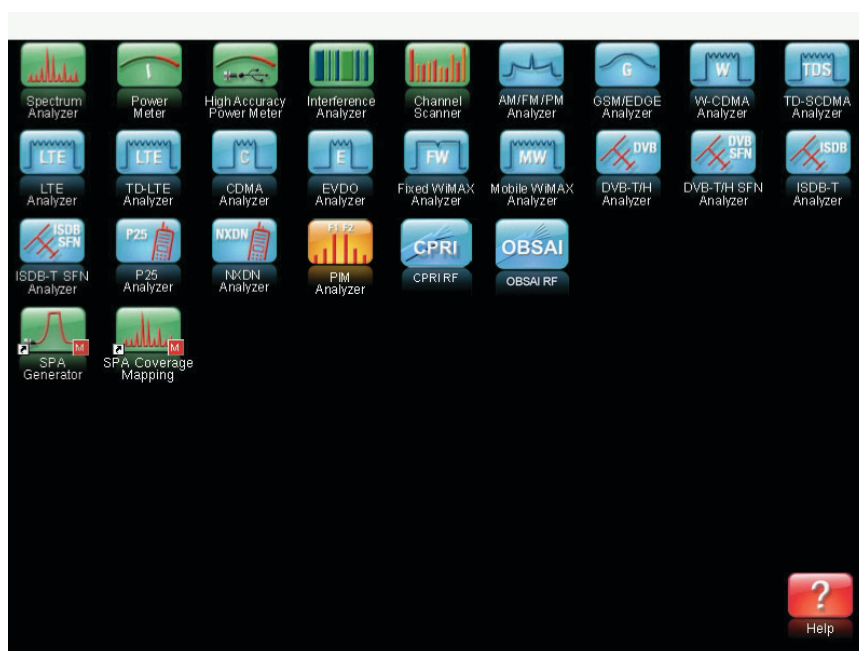 Spectrum
Analyzer
Power
Meter
High Accuracy
Power Meter
Interference
Analyzer
Channel
Scanner
AM/FM/PM
Analyzer
G
GSM/EDGE
Analyzer
W
W-CDMA
Analyzer
TDS
TD-SCDMA
Analyzer
LTE
LTE
Analyzer
LTE
TD-LTE
Analyzer
C
CDMA
Analyzer
E
EVDO
Analyzer
FW
Fixed WiMAX
Analyzer
MW
Mobile WiMAX
Analyzer
DVB
DVB-T/H
Analyzer
DVB
SFN
DVB-T/H SFN
Analyzer
ISDB
ISDB-T
Analyzer
ISDB
SFN
ISDB-T SFN
Analyzer
P25
P25
Analyzer
NXDN
NXDN
Analyzer
F1 F2
PIM
Analyzer
CPRI
CPRI RF
OBSAI
OBSAI RF
M
SPA
Generator
M
SPA Coverage
Mapping
?
Help